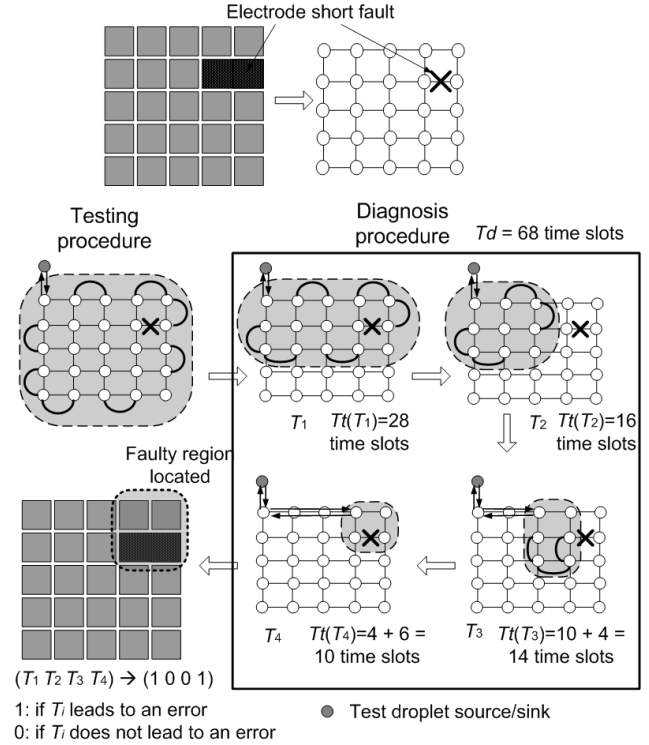 Electrode short fault
Testing
procedure
Diagnosis
procedure
Td = 68 time slots
T1
Tt(T1)=28
time slots
T2
Tt(T2)=16
time slots
Faulty region
located
T4
Tt(T4)=4 + 6 =
10 time slots
T3
Tt(T3)=10 + 4 =
14 time slots
(T1 T2 T3 T4) → (1 0 0 1)
1: if Ti leads to an error
0: if Ti does not lead to an error
Test droplet source/sink